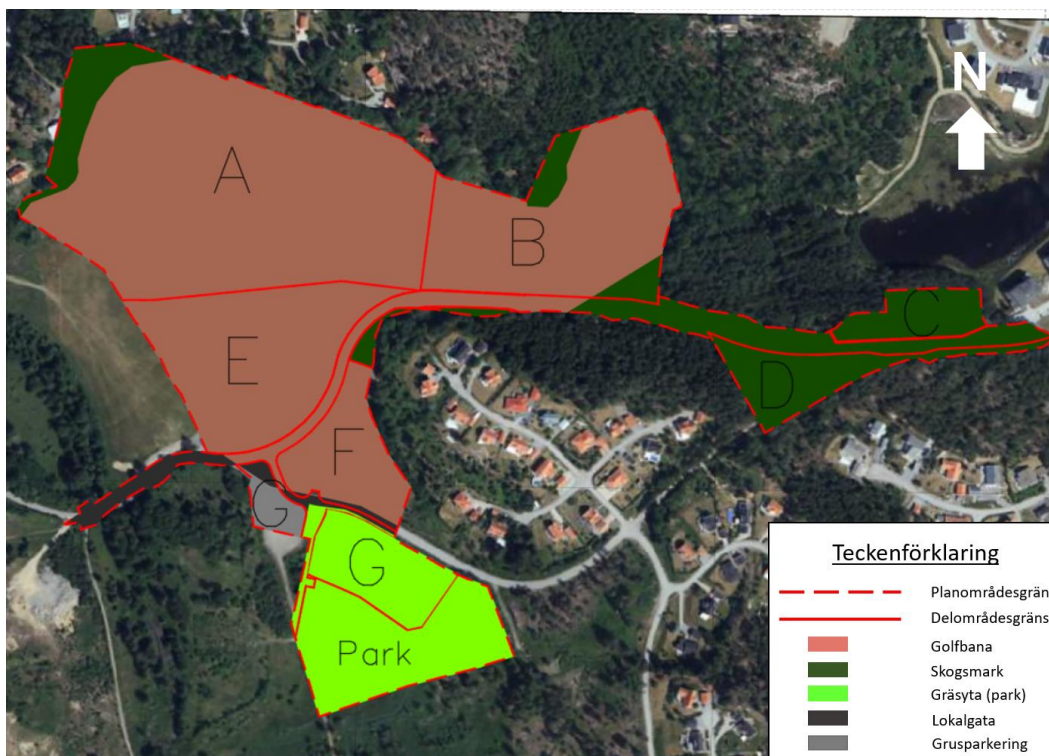 N
A
B
C
D
E
F
G
G
Park
Teckenförklaring
Planområdesgrän
Delområdesgräns
Golfbana
Skogsmark
Gräsyta (park)
Lokalgata
Grusparkering